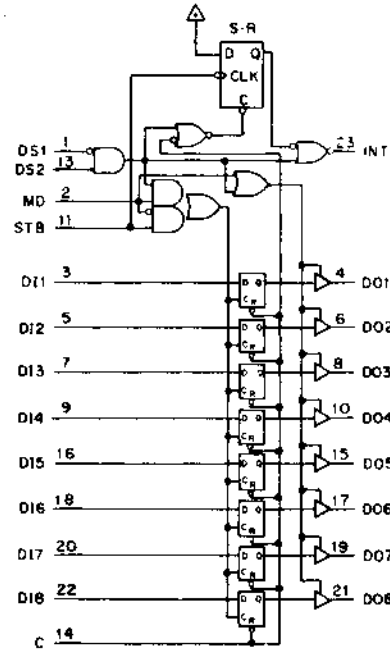 S-R
D Q
CLK
C
DS1 1
DS2 13
23 INT
MD 2
STB 11
DI1 3 D Q C R 4 DO1
DI2 5 D Q C R 6 DO2
DI3 7 D Q C R 8 DO3
DI4 9 D Q C R 10 DO4
DI5 16 D Q C R 15 DO5
DI6 18 D Q C R 17 DO6
DI7 20 D Q C R 19 DO7
DI8 22 D Q C R 21 DO8
C 14